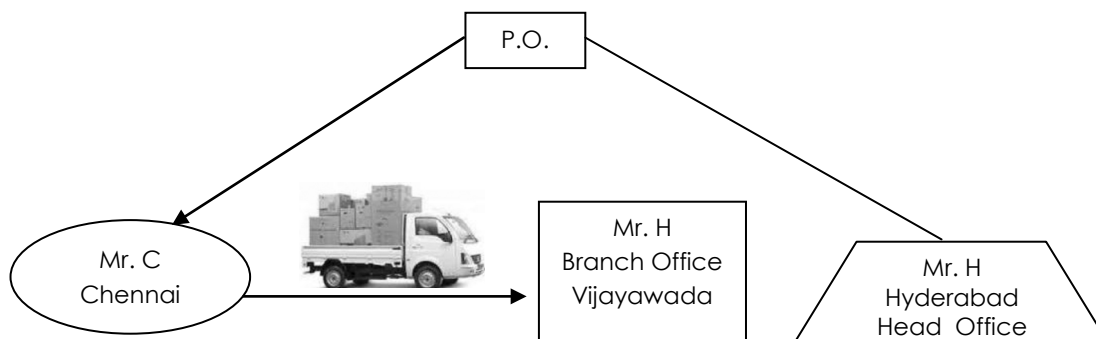 P.O.
Mr. C
Chennai
Mr. H
Branch Office
Vijayawada
Mr. H
Hyderabad
Head Office